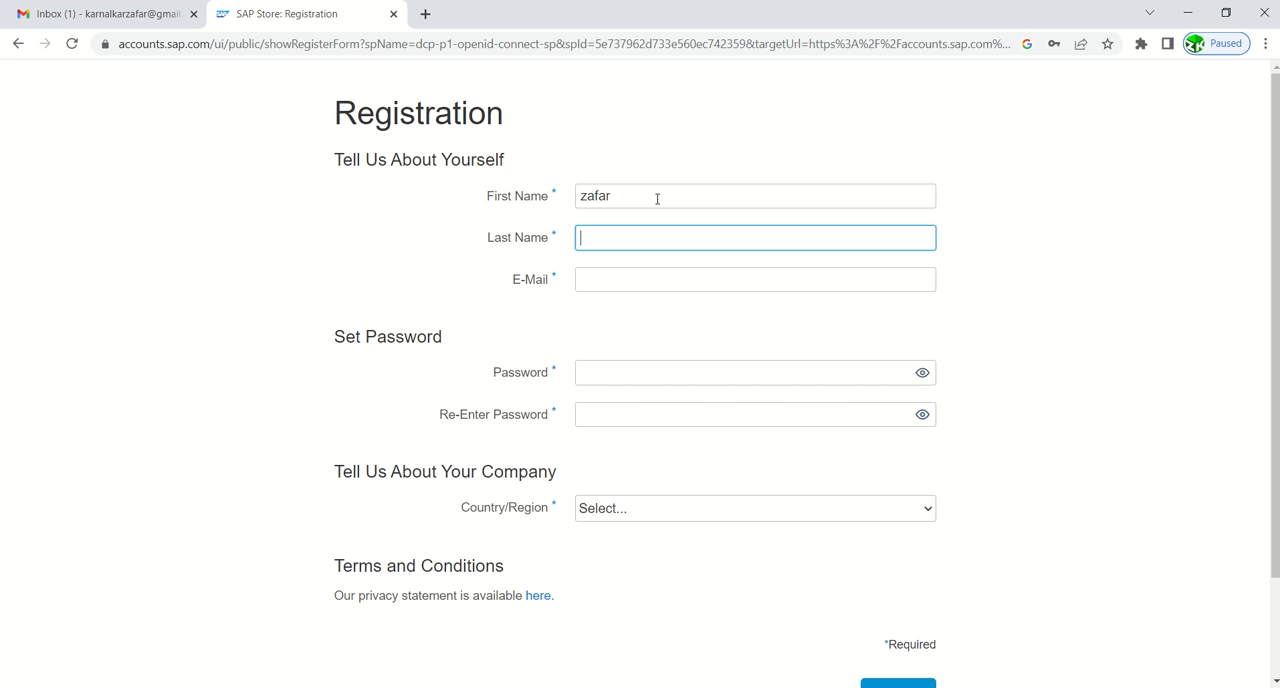 Inbox (1) - karnalkarzafar@gmail
SAP Store: Registration
accounts.sap.com/ui/public/showRegisterForm?spName=dcp-p1-openid-connect-sp&spId=5e737962d733e560ec742359&targetUrl=https%3A%2F%2Faccounts.sap.com%...
Paused
Registration
Tell Us About Yourself
First Name *
zafar
Last Name *
E-Mail *
Set Password
Password *
Re-Enter Password *
Tell Us About Your Company
Country/Region *
Select...
Terms and Conditions
Our privacy statement is available here.
*Required